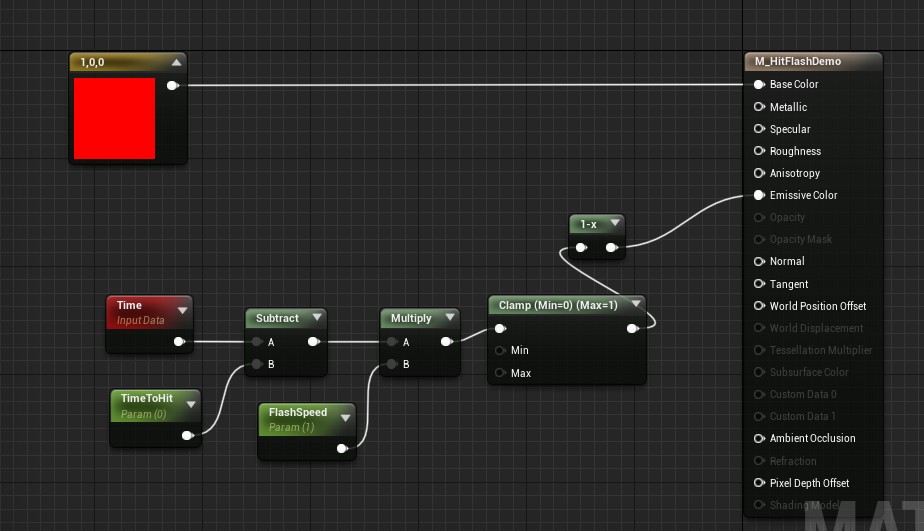 1,0,0
M_HitFlashDemo
Base Color
Metallic
Specular
Roughness
Anisotropy
Emissive Color
Opacity
Opacity Mask
Normal
Tangent
World Position Offset
World Displacement
Tessellation Multiplier
Subsurface Color
Custom Data 0
Custom Data 1
Ambient Occlusion
Refraction
Pixel Depth Offset
Shading Model
1-x
Time
Input Data
Subtract
A
B
Multiply
A
B
Clamp (Min=0) (Max=1)
Min
Max
TimeToHit
Param (0)
FlashSpeed
Param (1)